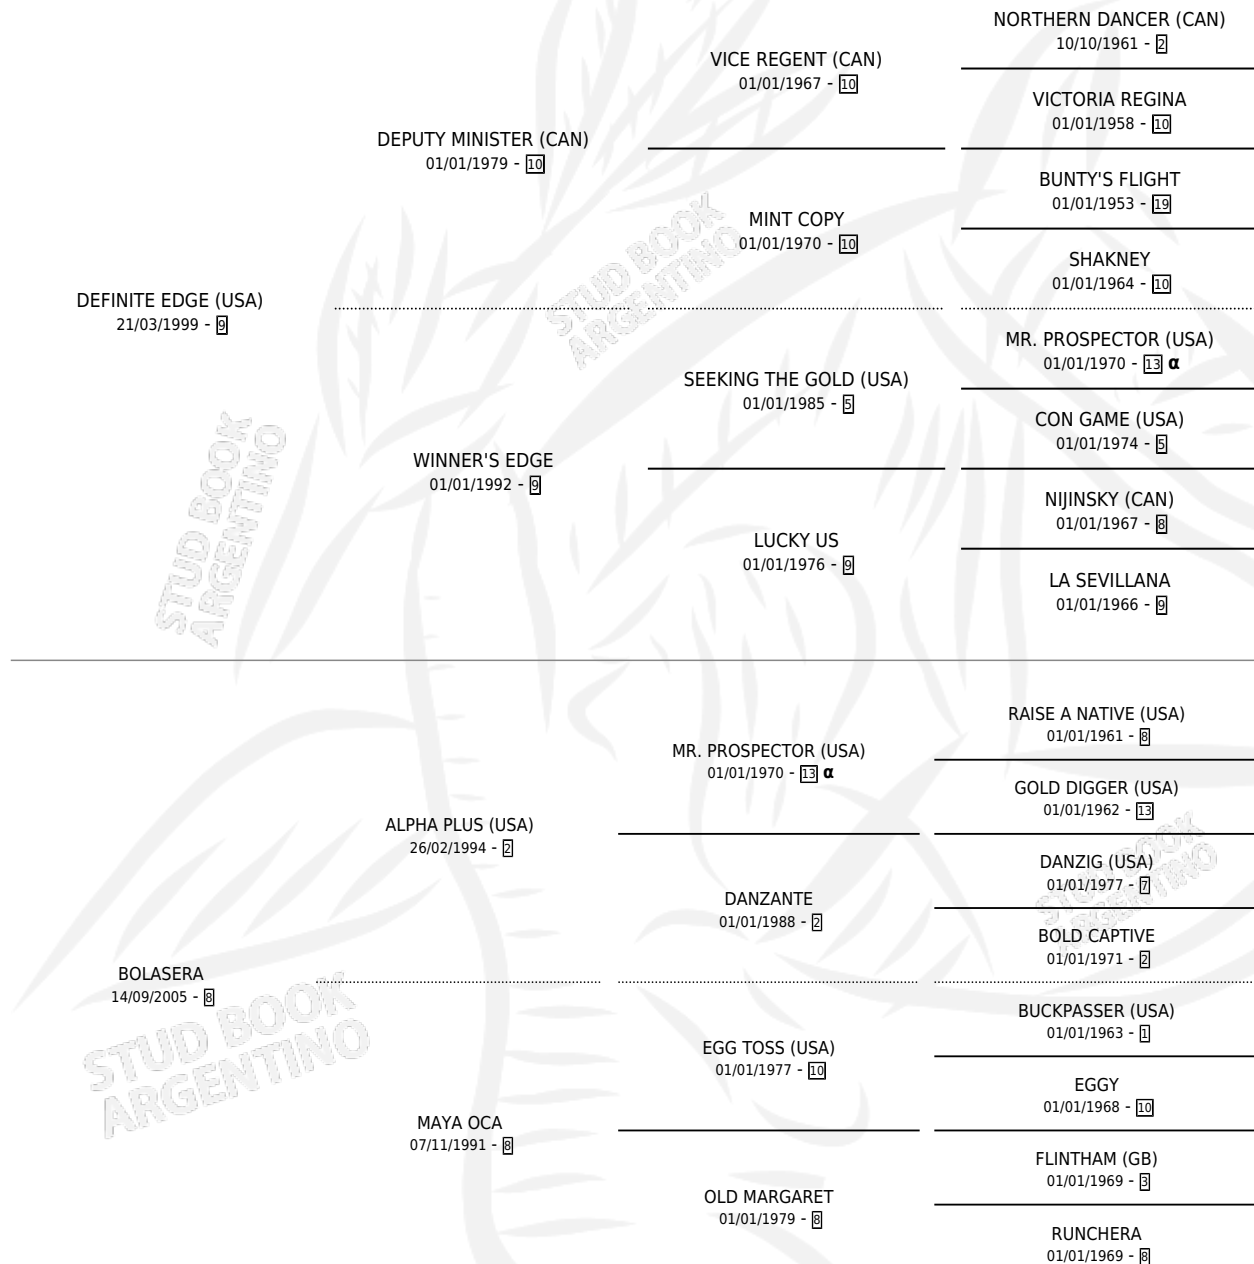 NORTHERN DANCER (CAN)
10/10/1961 - 2
VICE REGENT (CAN)
01/01/1967 - 10
VICTORIA REGINA
01/01/1958 - 10
DEPUTY MINISTER (CAN)
01/01/1979 - 10
BUNTY'S FLIGHT
01/01/1953 - 19
MINT COPY
01/01/1970 - 10
SHAKNEY
01/01/1964 - 10
DEFINITE EDGE (USA)
21/03/1999 - 9
MR. PROSPECTOR (USA)
01/01/1970 - 13 α
SEEKING THE GOLD (USA)
01/01/1985 - 5
CON GAME (USA)
01/01/1974 - 5
WINNER'S EDGE
01/01/1992 - 9
NIJINSKY (CAN)
01/01/1967 - 8
LUCKY US
01/01/1976 - 9
LA SEVILLANA
01/01/1966 - 9
RAISE A NATIVE (USA)
01/01/1961 - 8
MR. PROSPECTOR (USA)
01/01/1970 - 13 α
GOLD DIGGER (USA)
01/01/1962 - 13
ALPHA PLUS (USA)
26/02/1994 - 2
DANZIG (USA)
01/01/1977 - 7
DANZANTE
01/01/1988 - 2
BOLD CAPTIVE
01/01/1971 - 2
BOLASERA
14/09/2005 - 8
BUCKPASSER (USA)
01/01/1963 - 1
EGG TOSS (USA)
01/01/1977 - 10
EGGY
01/01/1968 - 10
MAYA OCA
07/11/1991 - 8
FLINTHAM (GB)
01/01/1969 - 3
OLD MARGARET
01/01/1979 - 8
RUNCHERA
01/01/1969 - 8
STUD BOOK
ARGENTINO
STUD BOOK
ARGENTINO
STUD BOOK
ARGENTINO
STUD BOOK
ARGENTINO